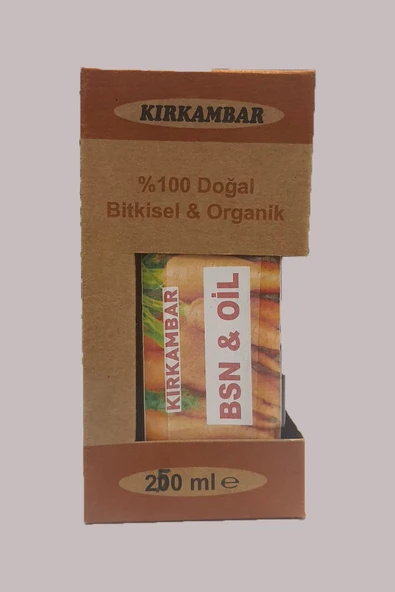 KIRKAMBAR
%100 Doğal
Bitkisel & Organik
KIRKAMBAR
BSN & OİL
250 ml e